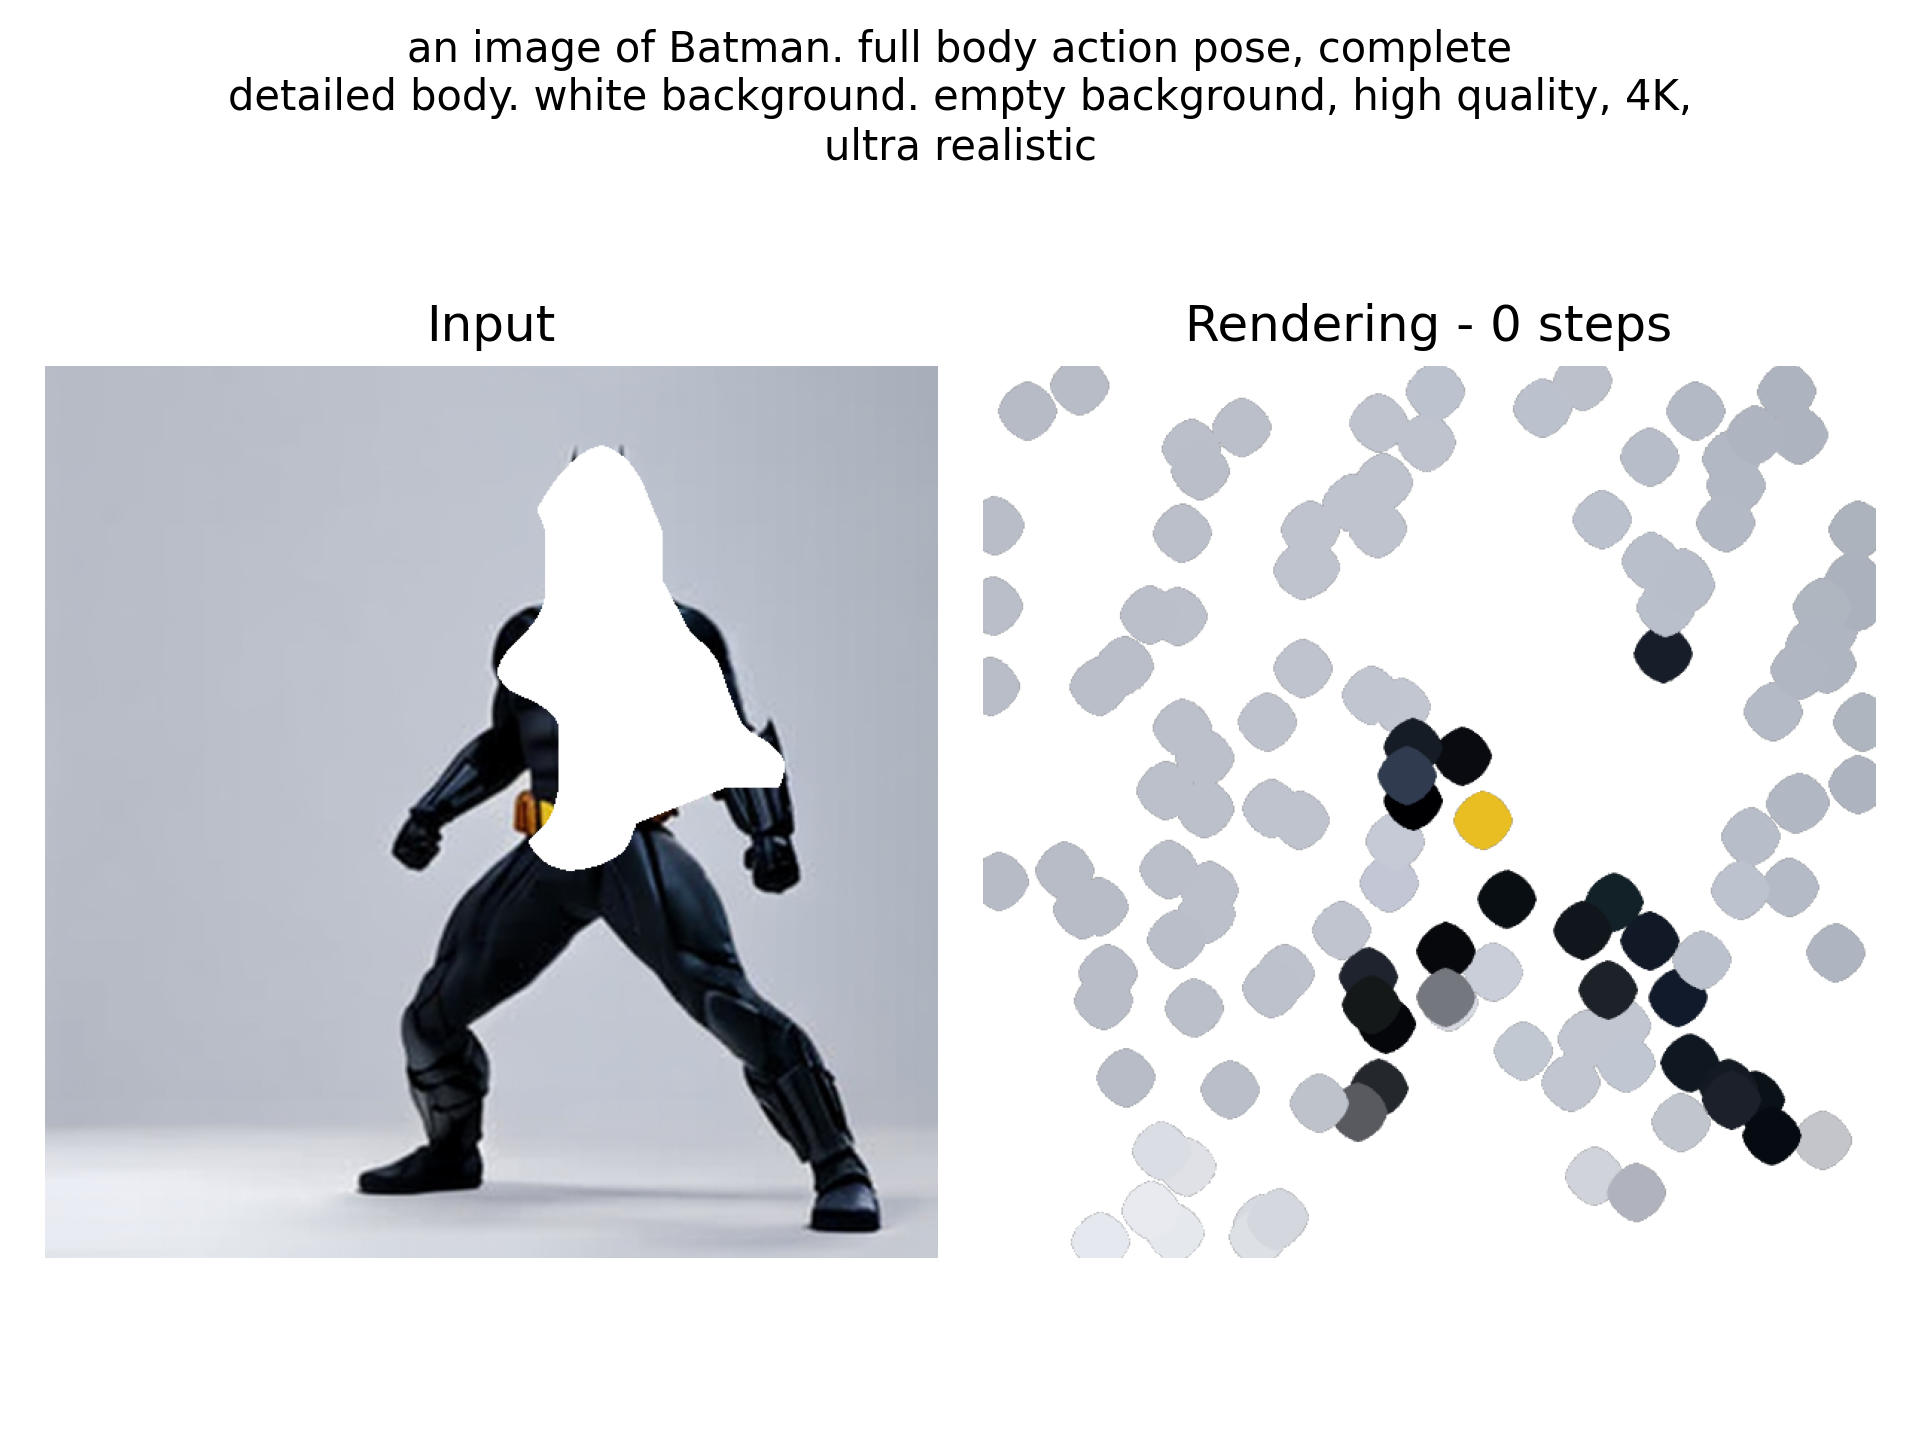 an image of Batman. full body action pose, complete
detailed body. white background. empty background, high quality, 4K,
ultra realistic
Input
Rendering - 0 steps